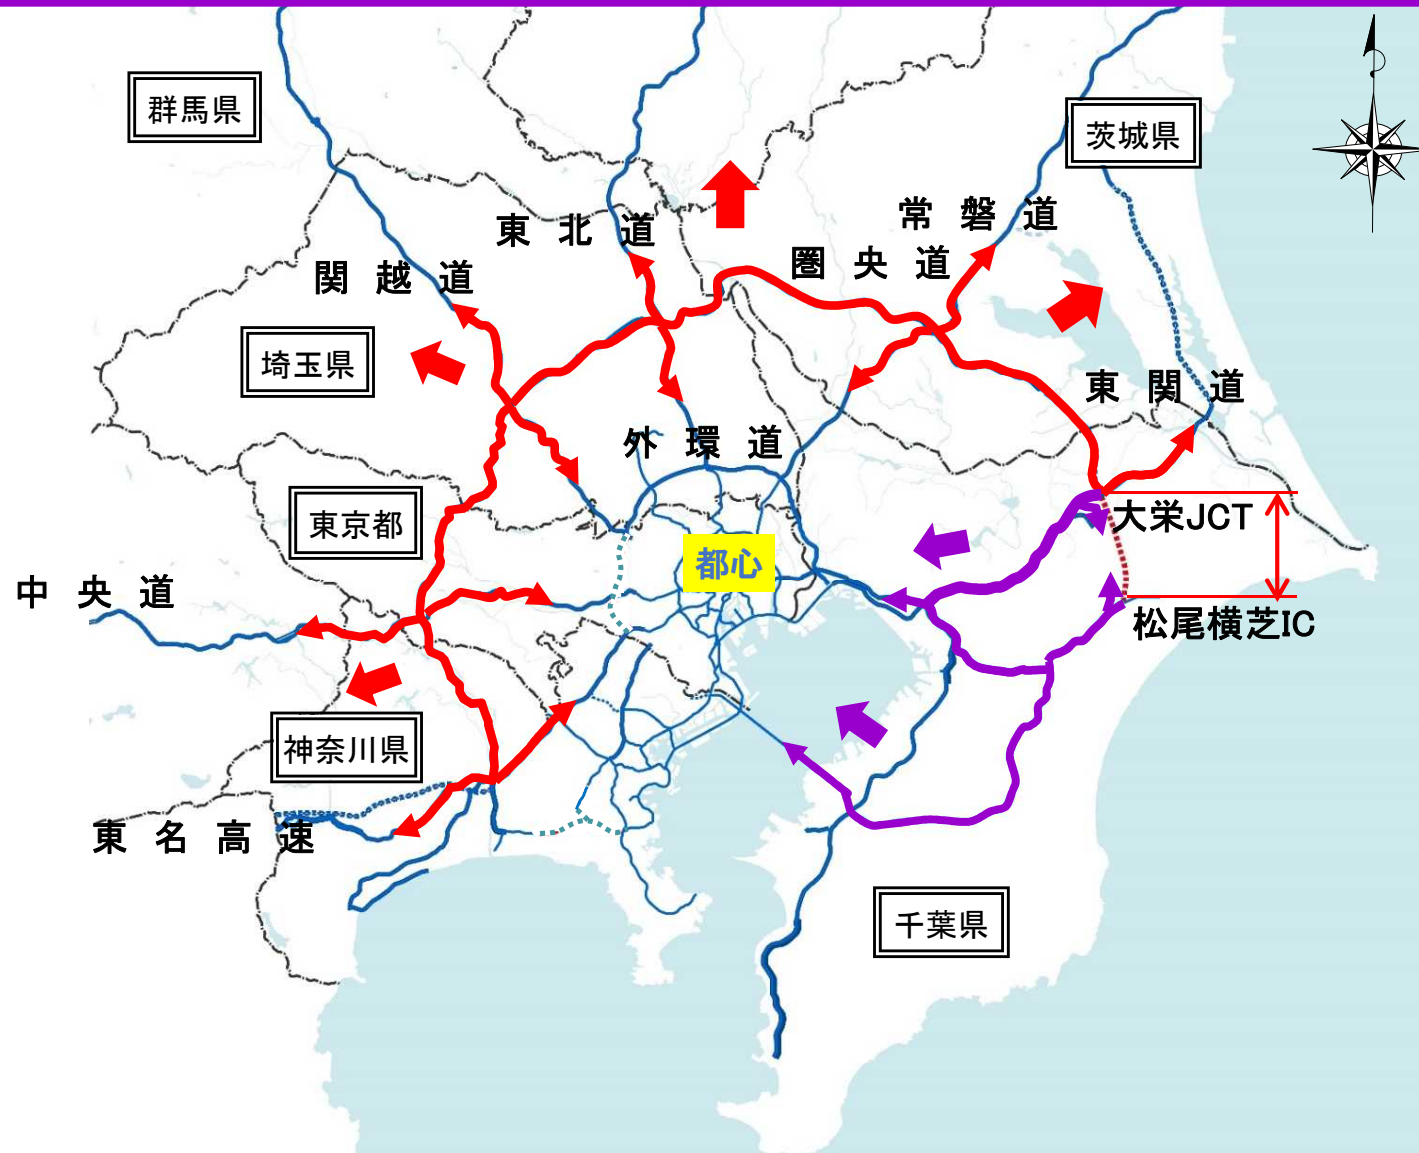 群馬県
茨城県
常磐道
東北道
圏央道
関越道
埼玉県
東関道
外環道
東京都
大栄JCT
都心
中央道
松尾横芝IC
神奈川県
東名高速
千葉県